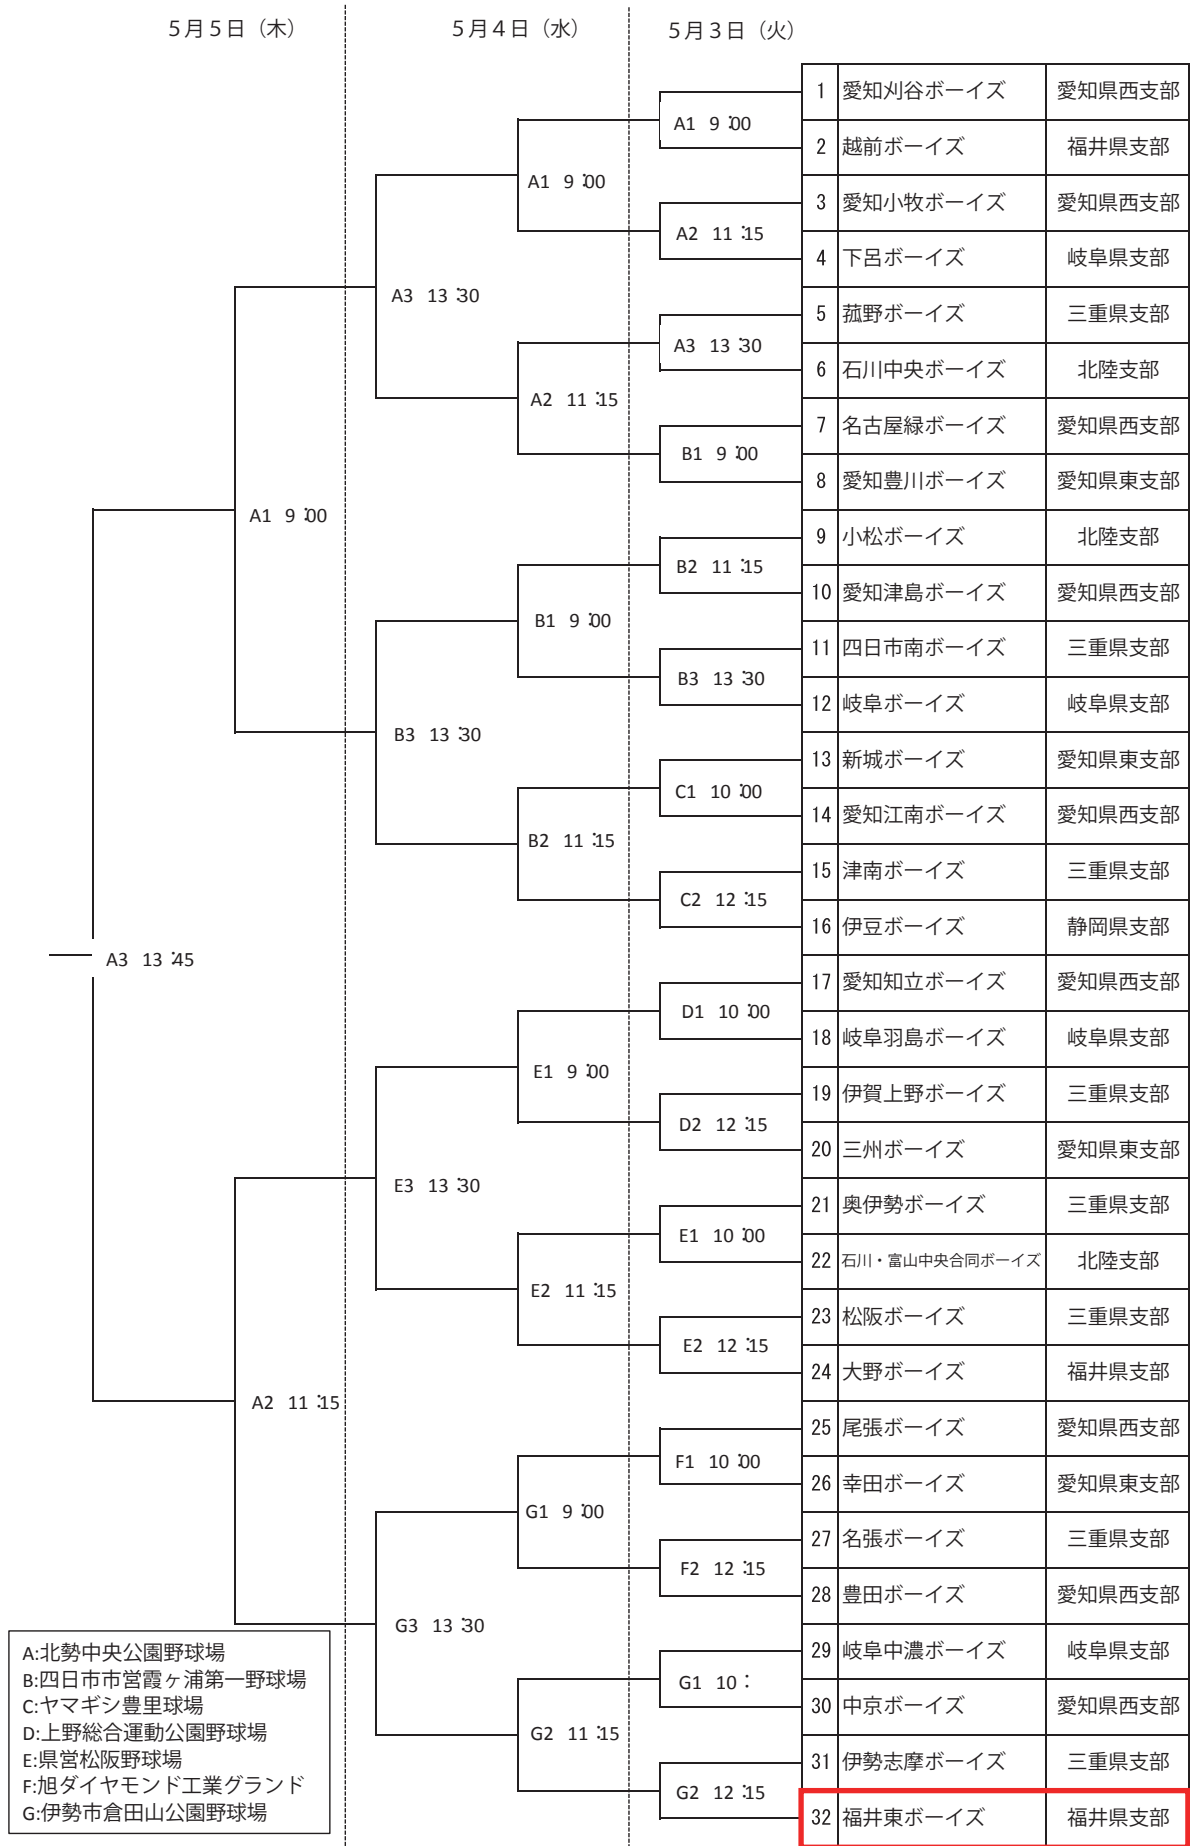 5月5日（木）
5月4日（水）
5月3日（火）
1 愛知刈谷ボーイズ 愛知県西支部
A1 9:00
2 越前ボーイズ 福井県支部
A1 9:00
3 愛知小牧ボーイズ 愛知県西支部
A2 11:15
4 下呂ボーイズ 岐阜県支部
A3 13:30
5 菰野ボーイズ 三重県支部
A3 13:30
6 石川中央ボーイズ 北陸支部
A2 11:15
7 名古屋緑ボーイズ 愛知県西支部
B1 9:00
8 愛知豊川ボーイズ 愛知県東支部
A1 9:00
9 小松ボーイズ 北陸支部
B2 11:15
10 愛知津島ボーイズ 愛知県西支部
B1 9:00
11 四日市南ボーイズ 三重県支部
B3 13:30
12 岐阜ボーイズ 岐阜県支部
B3 13:30
13 新城ボーイズ 愛知県東支部
C1 10:00
14 愛知江南ボーイズ 愛知県西支部
B2 11:15
15 津南ボーイズ 三重県支部
C2 12:15
16 伊豆ボーイズ 静岡県支部
A3 13:45
17 愛知知立ボーイズ 愛知県西支部
D1 10:00
18 岐阜羽島ボーイズ 岐阜県支部
E1 9:00
19 伊賀上野ボーイズ 三重県支部
D2 12:15
20 三州ボーイズ 愛知県東支部
E3 13:30
21 奥伊勢ボーイズ 三重県支部
E1 10:00
22 石川・富山中央合同ボーイズ 北陸支部
E2 11:15
23 松阪ボーイズ 三重県支部
E2 12:15
24 大野ボーイズ 福井県支部
A2 11:15
25 尾張ボーイズ 愛知県西支部
F1 10:00
26 幸田ボーイズ 愛知県東支部
G1 9:00
27 名張ボーイズ 三重県支部
F2 12:15
28 豊田ボーイズ 愛知県西支部
G3 13:30
29 岐阜中濃ボーイズ 岐阜県支部
G1 10:
30 中京ボーイズ 愛知県西支部
G2 11:15
31 伊勢志摩ボーイズ 三重県支部
G2 12:15
32 福井東ボーイズ 福井県支部
A:北勢中央公園野球場
B:四日市市営霞ヶ浦第一野球場
C:ヤマギシ豊里球場
D:上野総合運動公園野球場
E:県営松阪野球場
F:旭ダイヤモンド工業グランド
G:伊勢市倉田山公園野球場